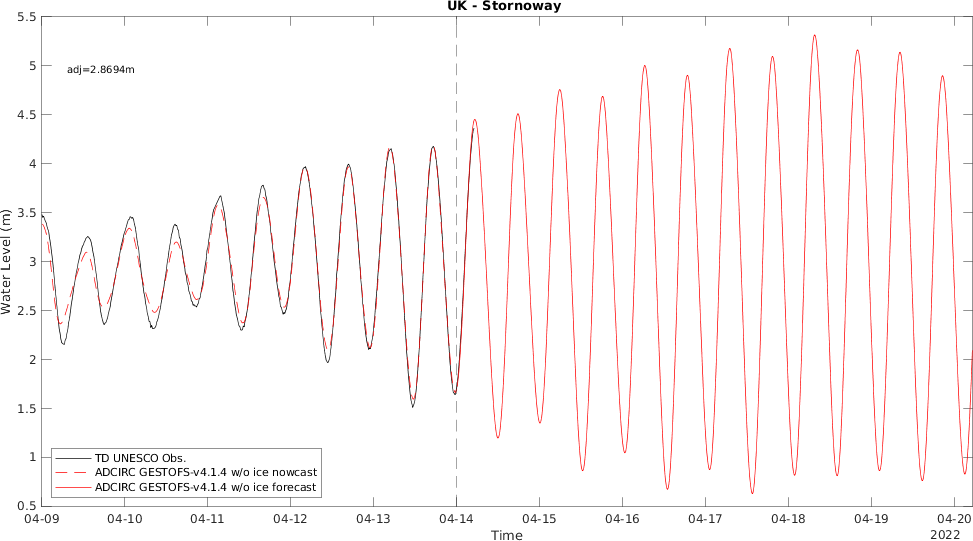 UK - Stornoway
5.5
5
4.5
4
3.5
3
2.5
2
1.5
1
0.5
Water Level (m)
adj=2.8694m
TD UNESCO Obs.
ADCIRC GESTOFS-v4.1.4 w/o ice nowcast
ADCIRC GESTOFS-v4.1.4 w/o ice forecast
04-09 04-10 04-11 04-12 04-13 04-14 04-15 04-16 04-17 04-18 04-19 04-20
Time
2022